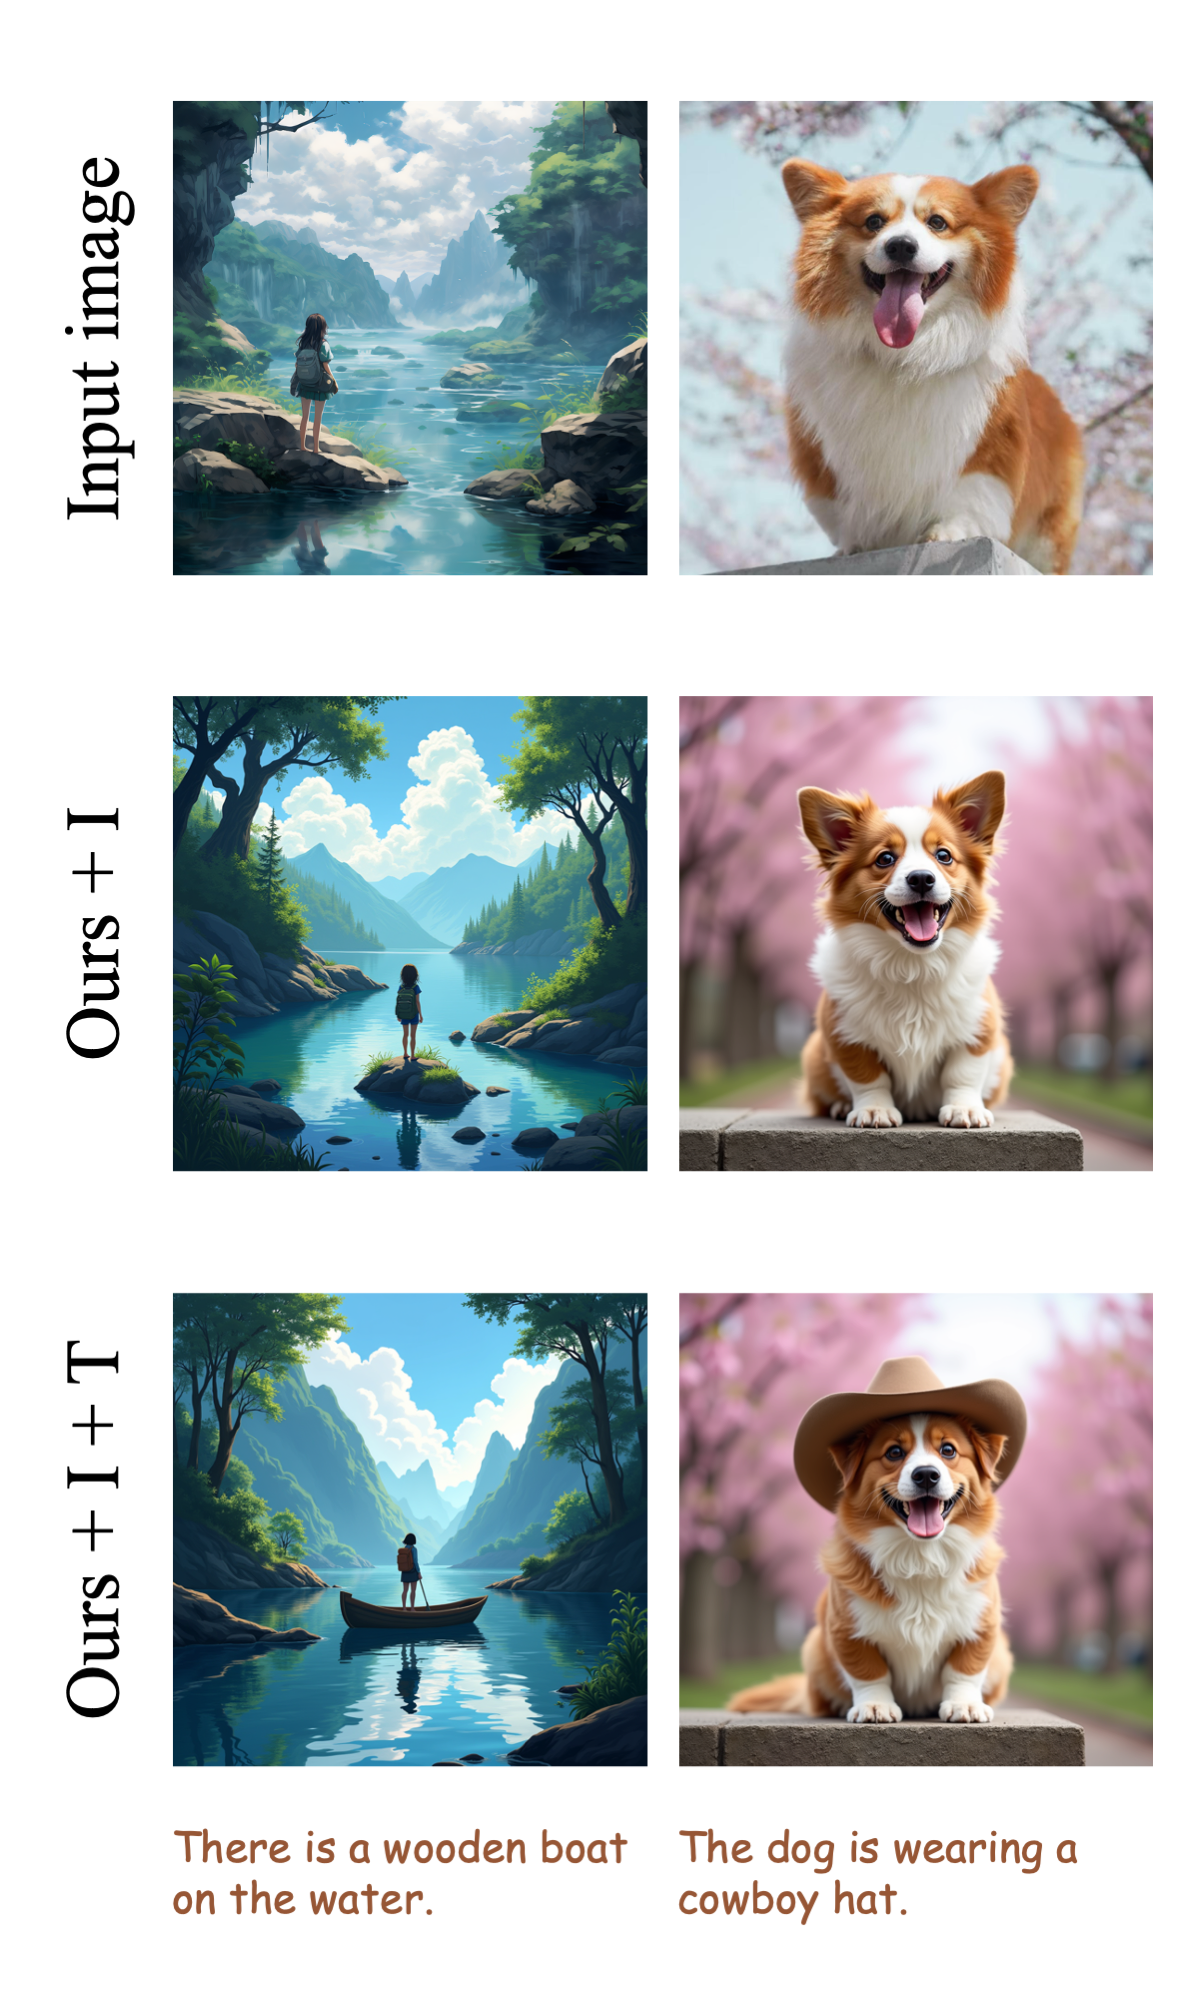 Input image
Ours + I
Ours + I + T
There is a wooden boat
on the water.
The dog is wearing a
cowboy hat.